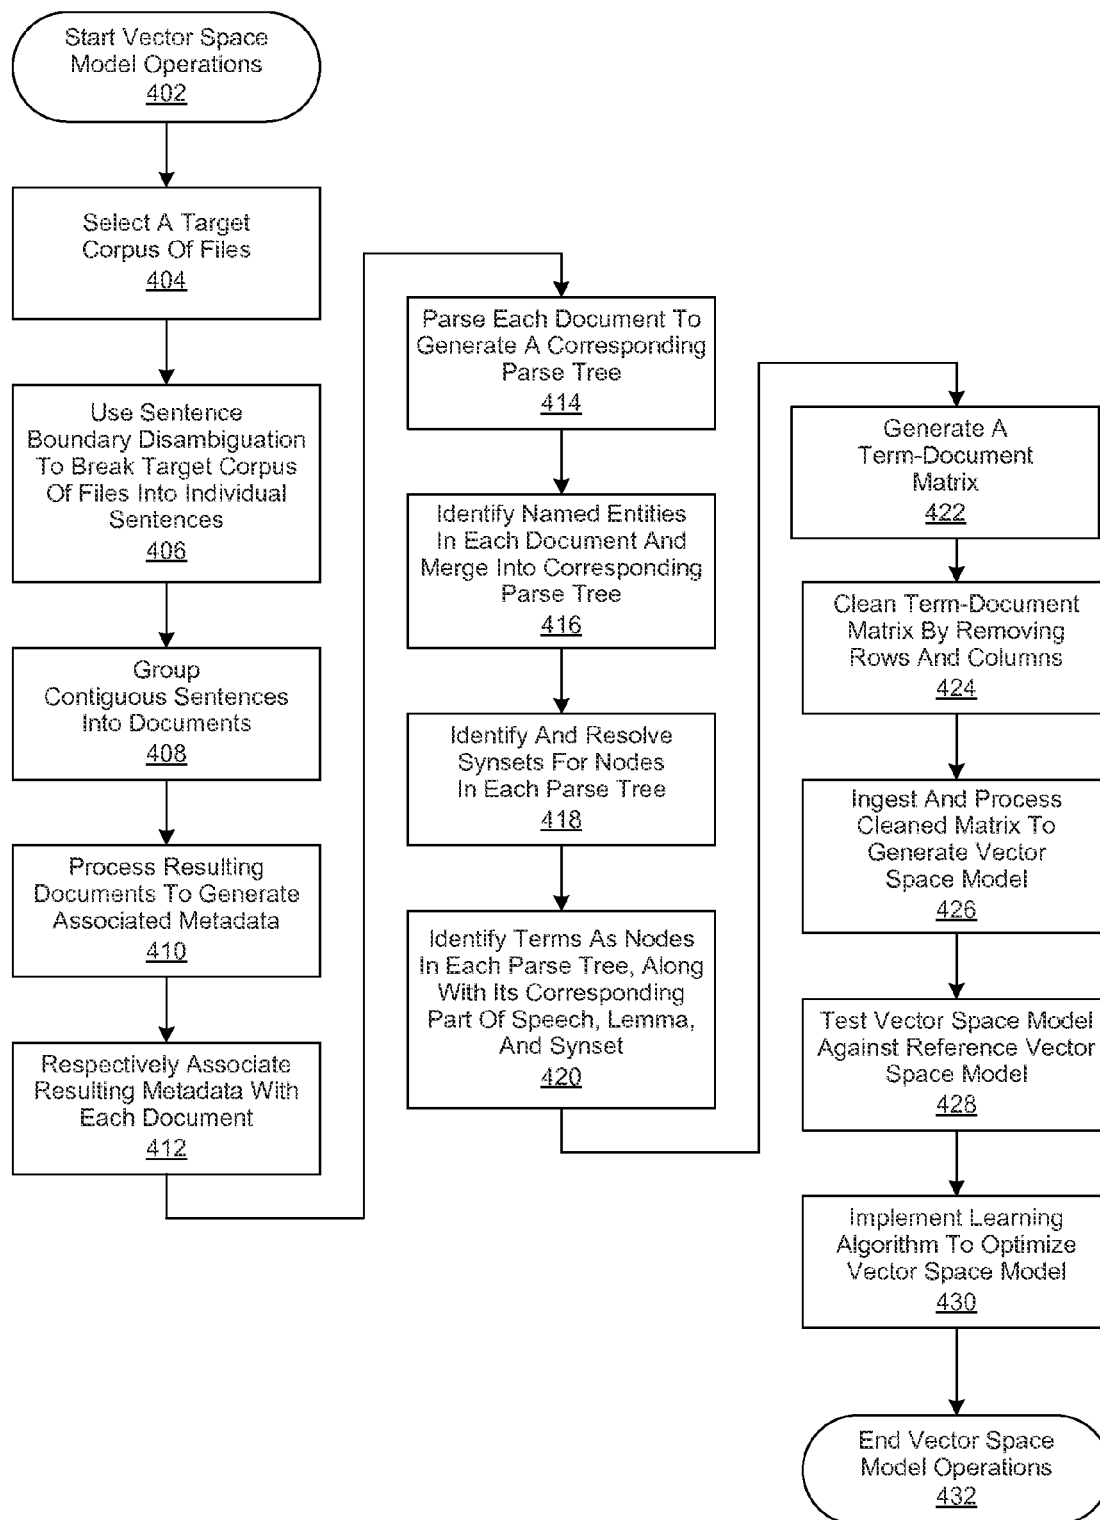 Start Vector Space
Model Operations
402
Select A Target
Corpus Of Files
404
Use Sentence
Boundary Disambiguation
To Break Target Corpus
Of Files Into Individual
Sentences
406
Group
Contiguous Sentences
Into Documents
408
Process Resulting
Documents To Generate
Associated Metadata
410
Respectively Associate
Resulting Metadata With
Each Document
412
Parse Each Document To
Generate A Corresponding
Parse Tree
414
Identify Named Entities
In Each Document And
Merge Into Corresponding
Parse Tree
416
Identify And Resolve
Synsets For Nodes
In Each Parse Tree
418
Identify Terms As Nodes
In Each Parse Tree, Along
With Its Corresponding
Part Of Speech, Lemma,
And Synset
420
Generate A
Term-Document
Matrix
422
Clean Term-Document
Matrix By Removing
Rows And Columns
424
Ingest And Process
Cleaned Matrix To
Generate Vector
Space Model
426
Test Vector Space Model
Against Reference Vector
Space Model
428
Implement Learning
Algorithm To Optimize
Vector Space Model
430
End Vector Space
Model Operations
432